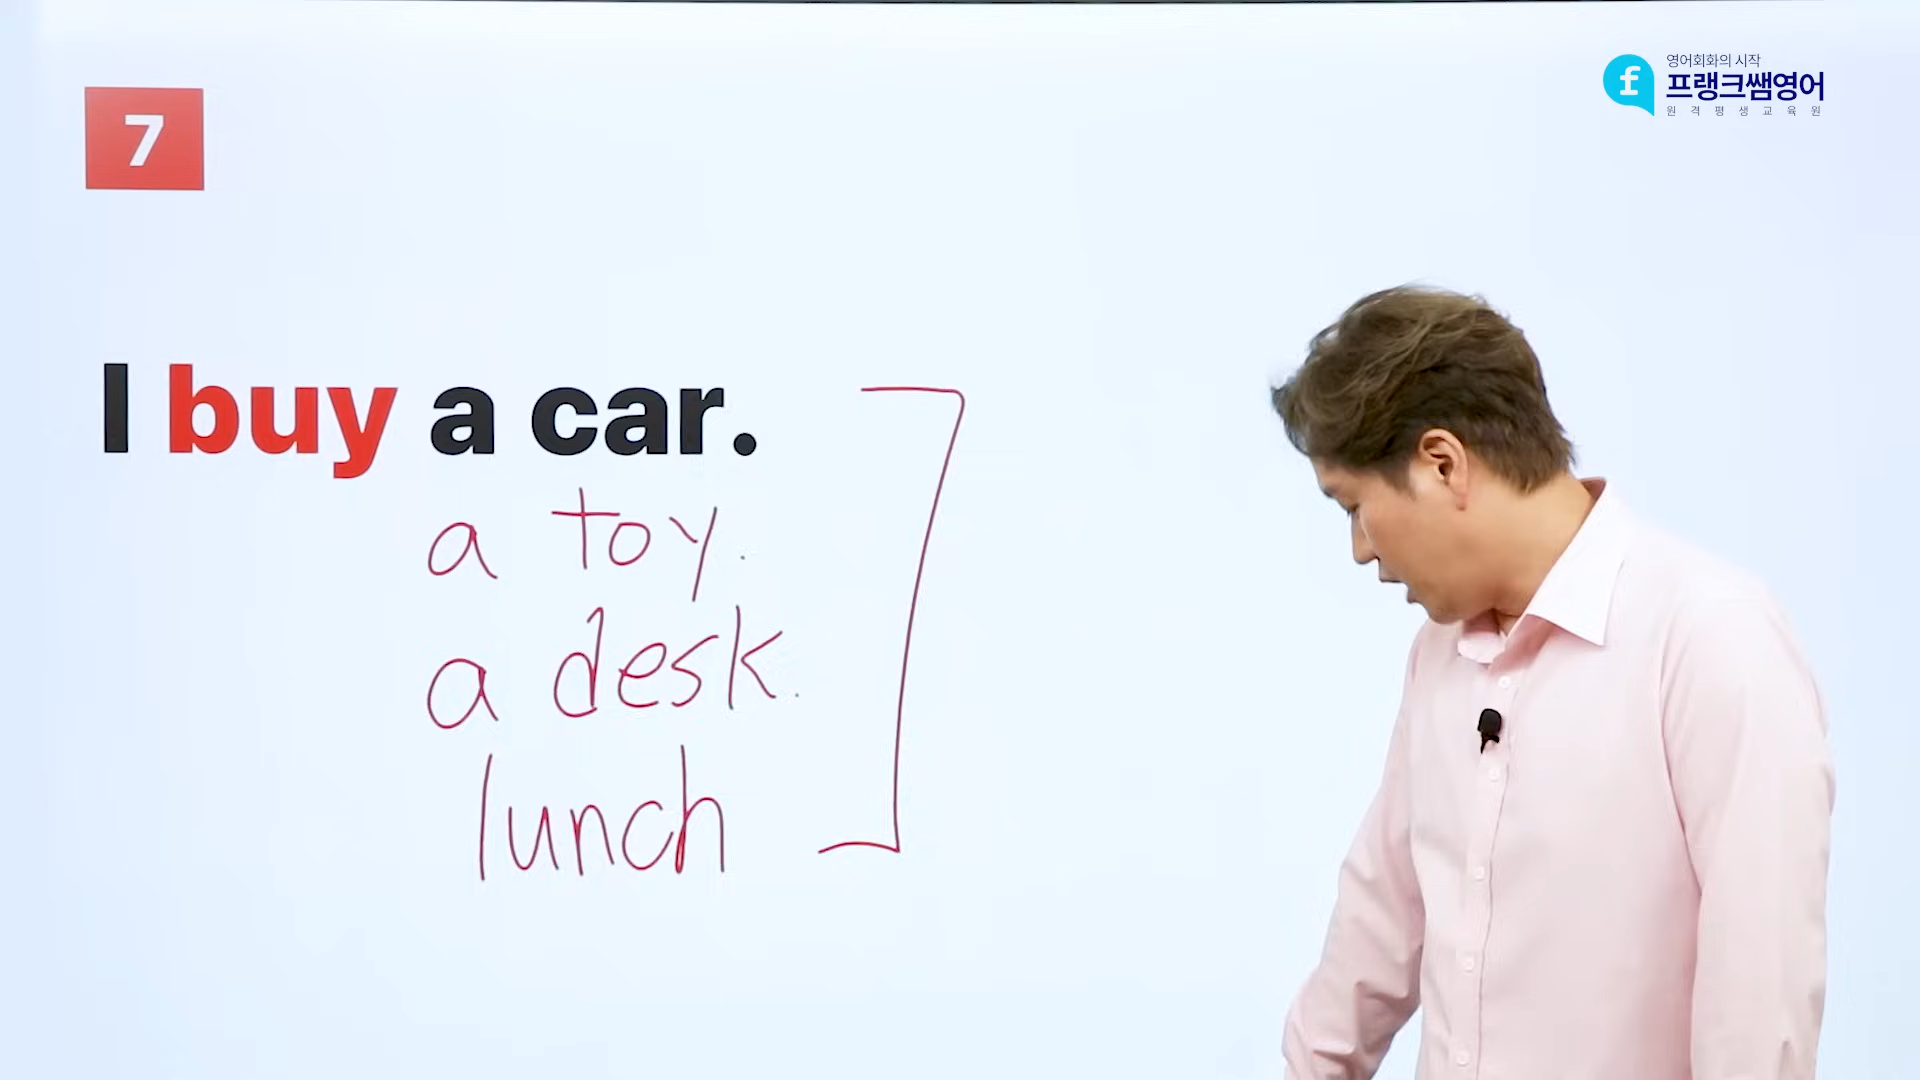 영어회화의 시작
프랭크쌤영어
원격평생교육원
7
I buy a car.
a toy.
a desk.
lunch